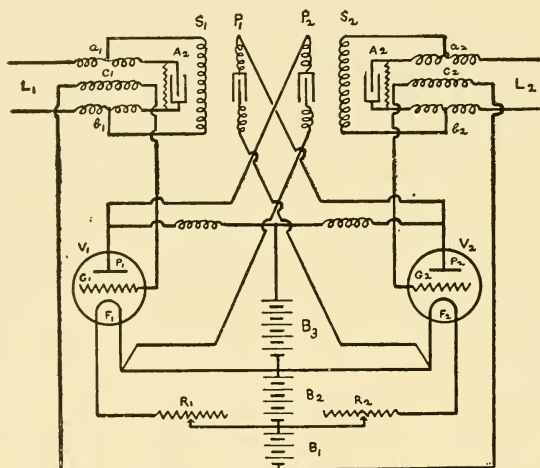 S1 P1 P2 S2
a1 A2 A2 a2
L1 C1 C2 L2
b1 b2
V1 V2
P1 P2
G1 G2
F1 F2
B3
R1 B2 R2
B1